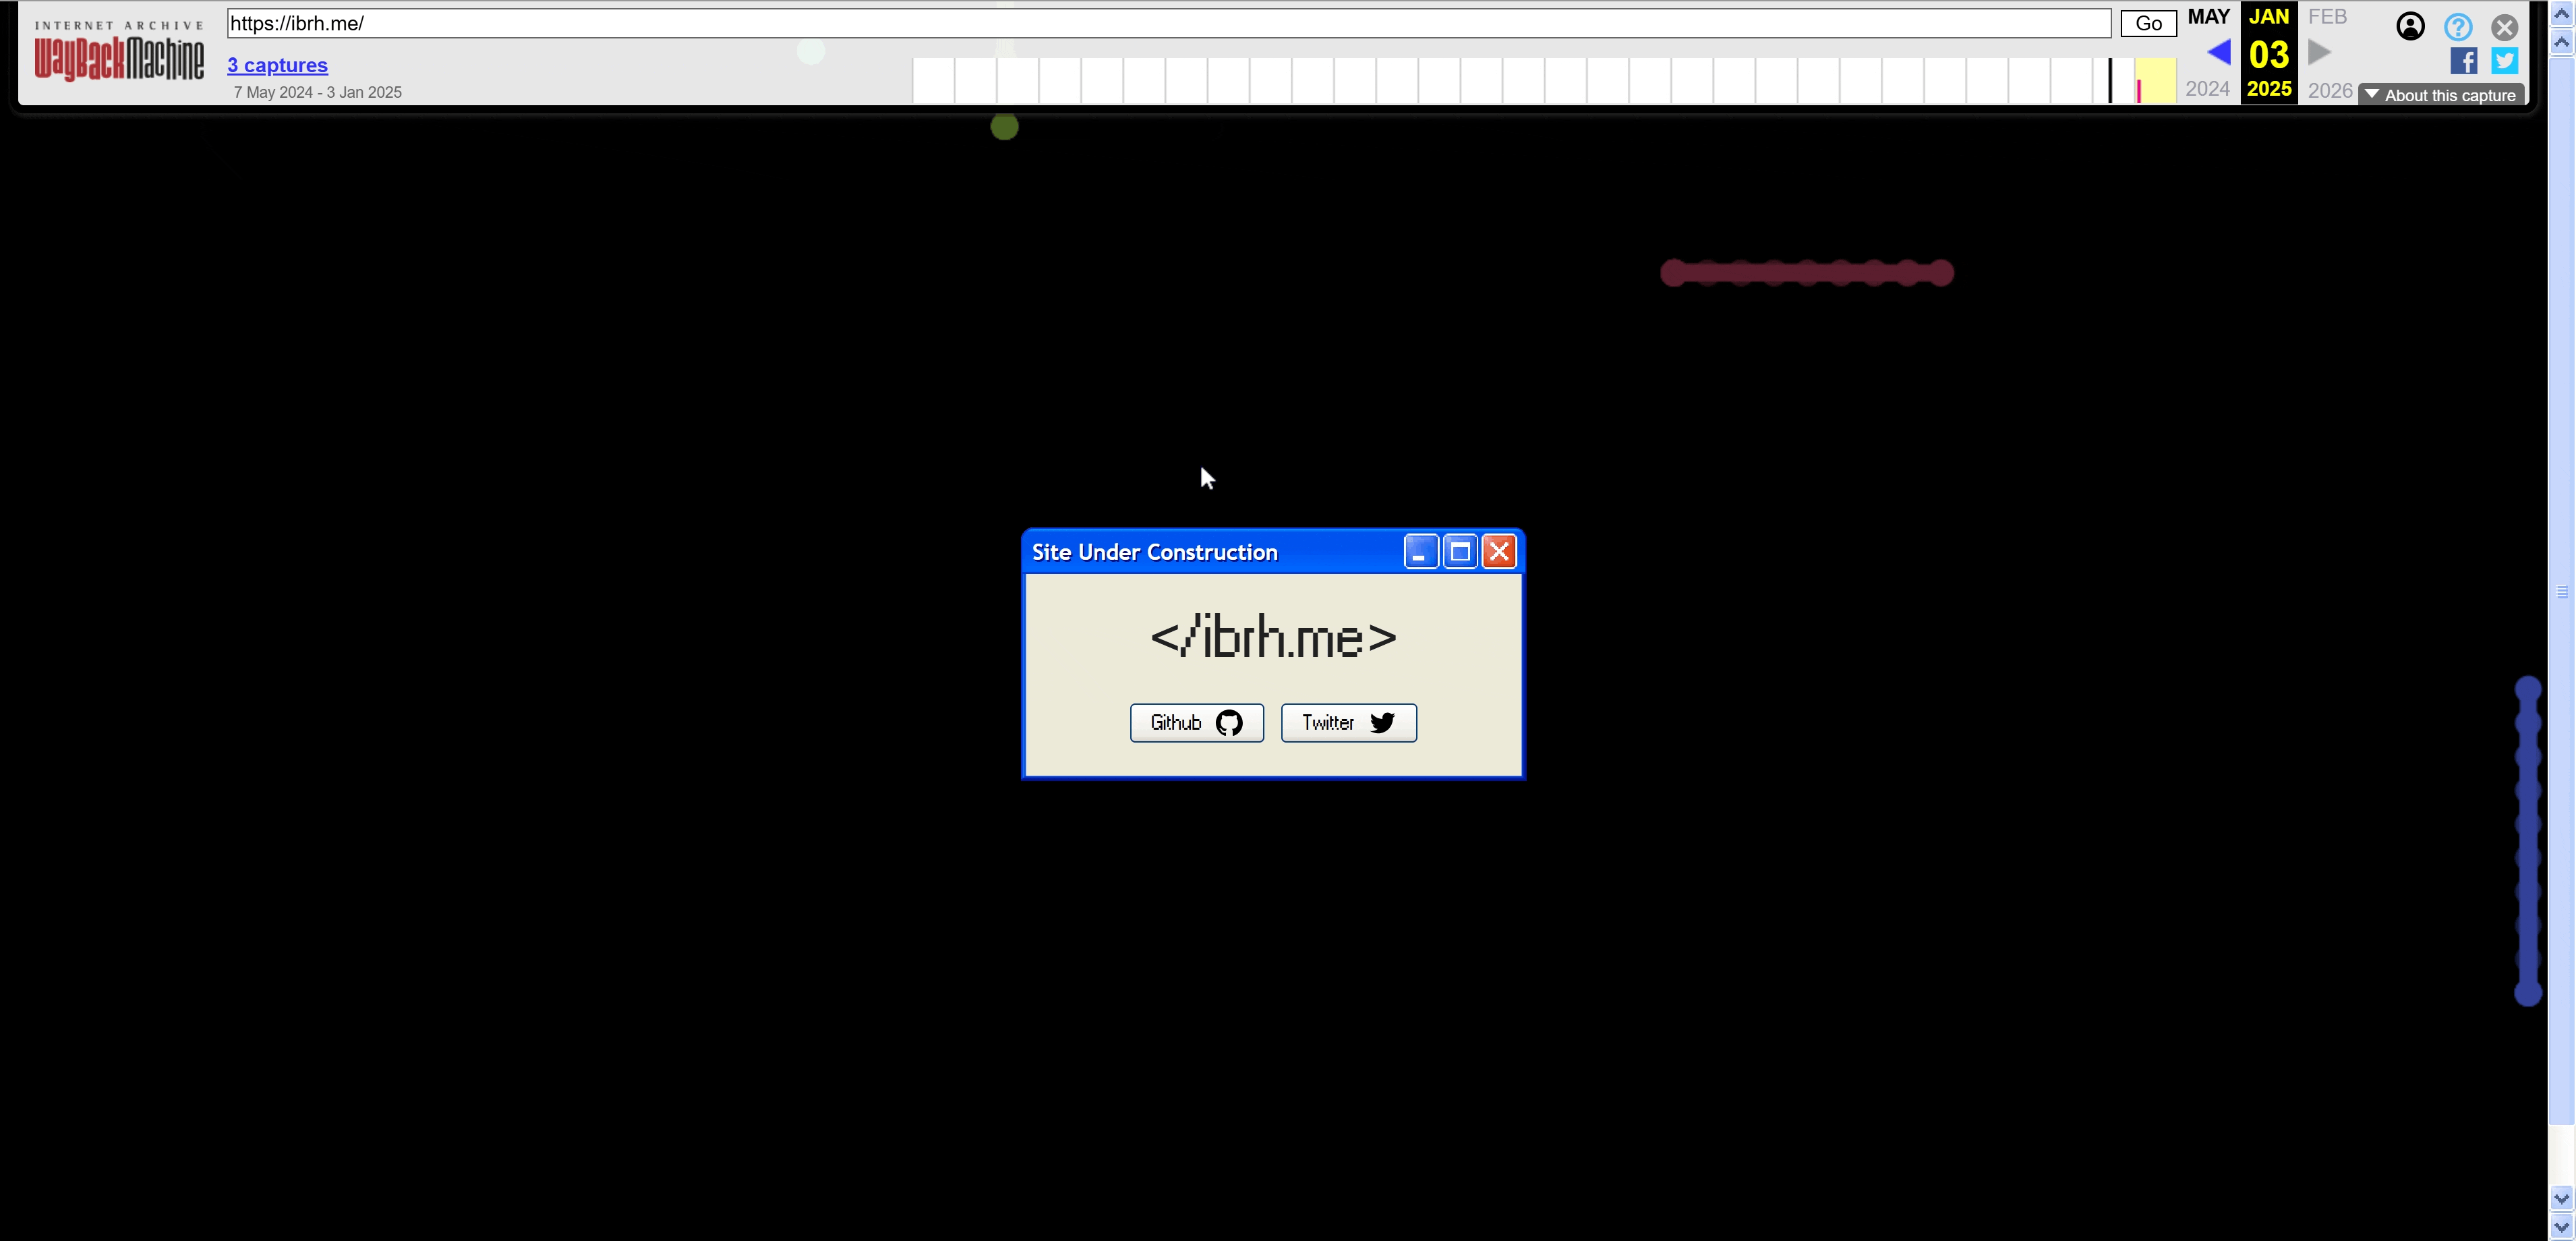 INTERNET ARCHIVE
WayBackMachine
https://ibrh.me/
Go
3 captures
7 May 2024 - 3 Jan 2025
MAY JAN FEB
03
2024 2025 2026
About this capture
Site Under Construction
</ibrh.me>
Github Twitter